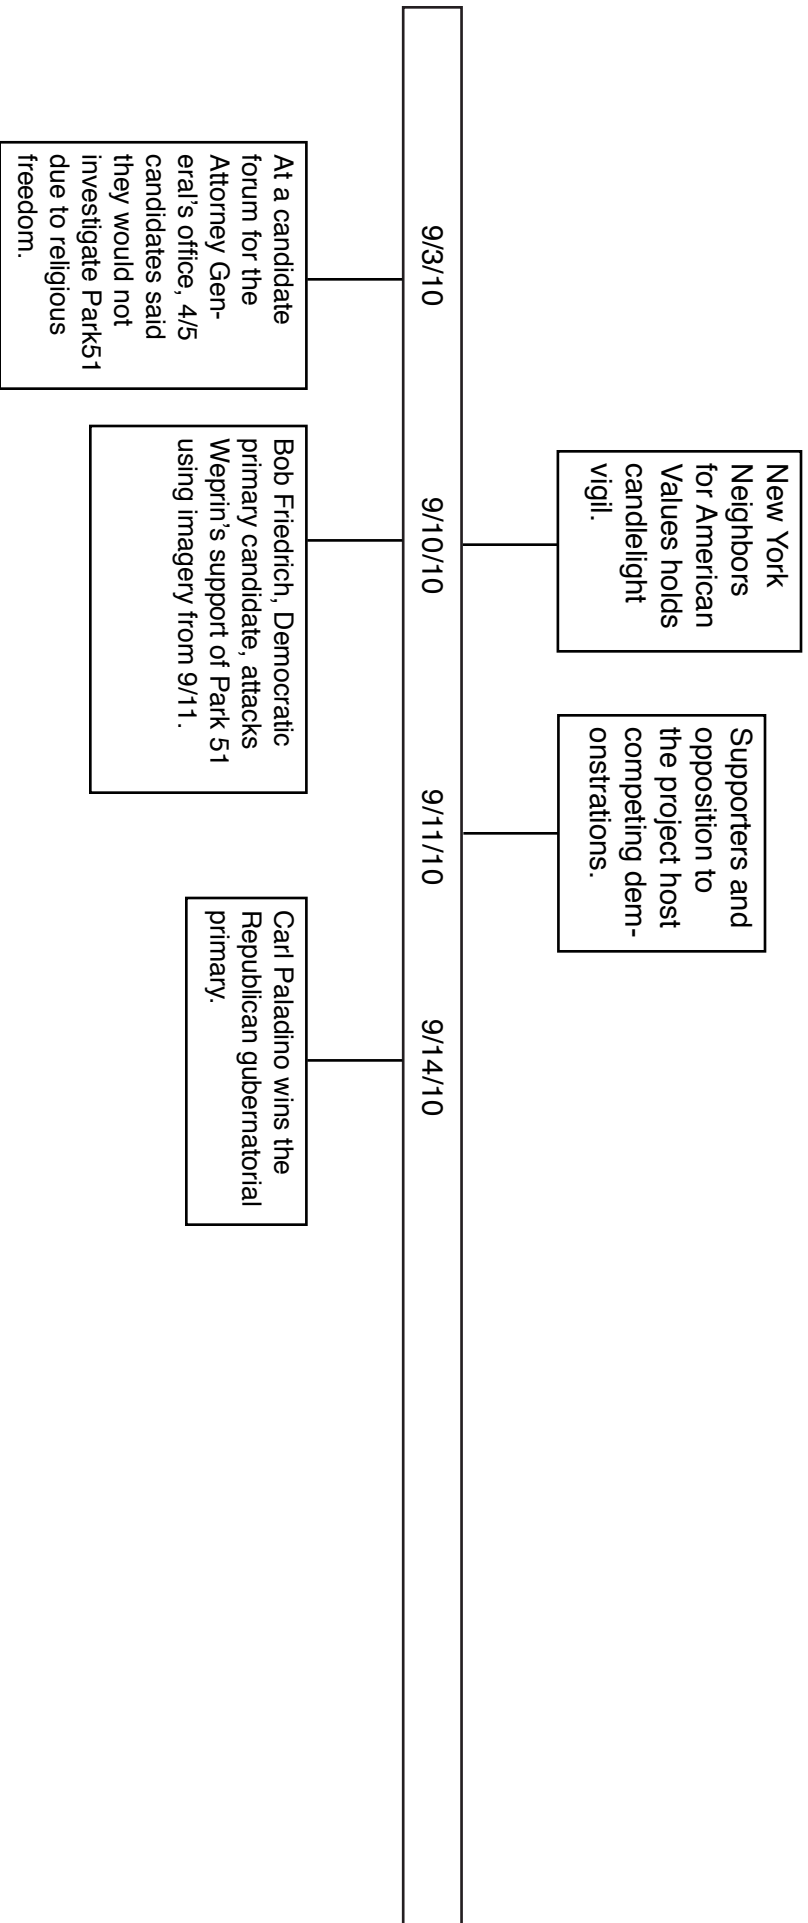 New York
Neighbors
for American
Values holds
candlelight
vigil.
Supporters and
opposition to
the project host
competing dem-
onstrations.
9/3/10
9/10/10
9/11/10
9/14/10
At a candidate
forum for the
Attorney Gen-
eral's office, 4/5
candidates said
they would not
investigate Park51
due to religious
freedom.
Bob Friedrich, Democratic
primary candidate, attacks
Weprin's support of Park 51
using imagery from 9/11.
Carl Paladino wins the
Republican gubernatorial
primary.